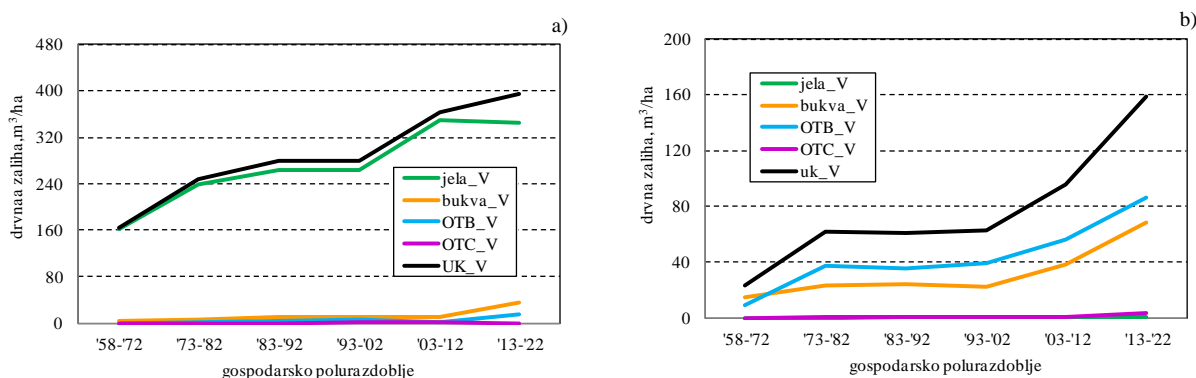 a)
480
400
320
240
160
80
0
drvnaa zaliha,m3/ha
jela_V
bukva_V
OTB_V
OTC_V
UK_V
'58-72 '73-82 '83-92 '93-02 '03-12 '13-22
gospodarsko polurazdoblje
b)
200
160
120
80
40
0
drvna zaliha, m3/ha
jela_V
bukva_V
OTB_V
OTC_V
uk_V
'58-72 '73-82 '83-92 '93-02 '03-12 '13-22
gospodarsko polurazdoblje